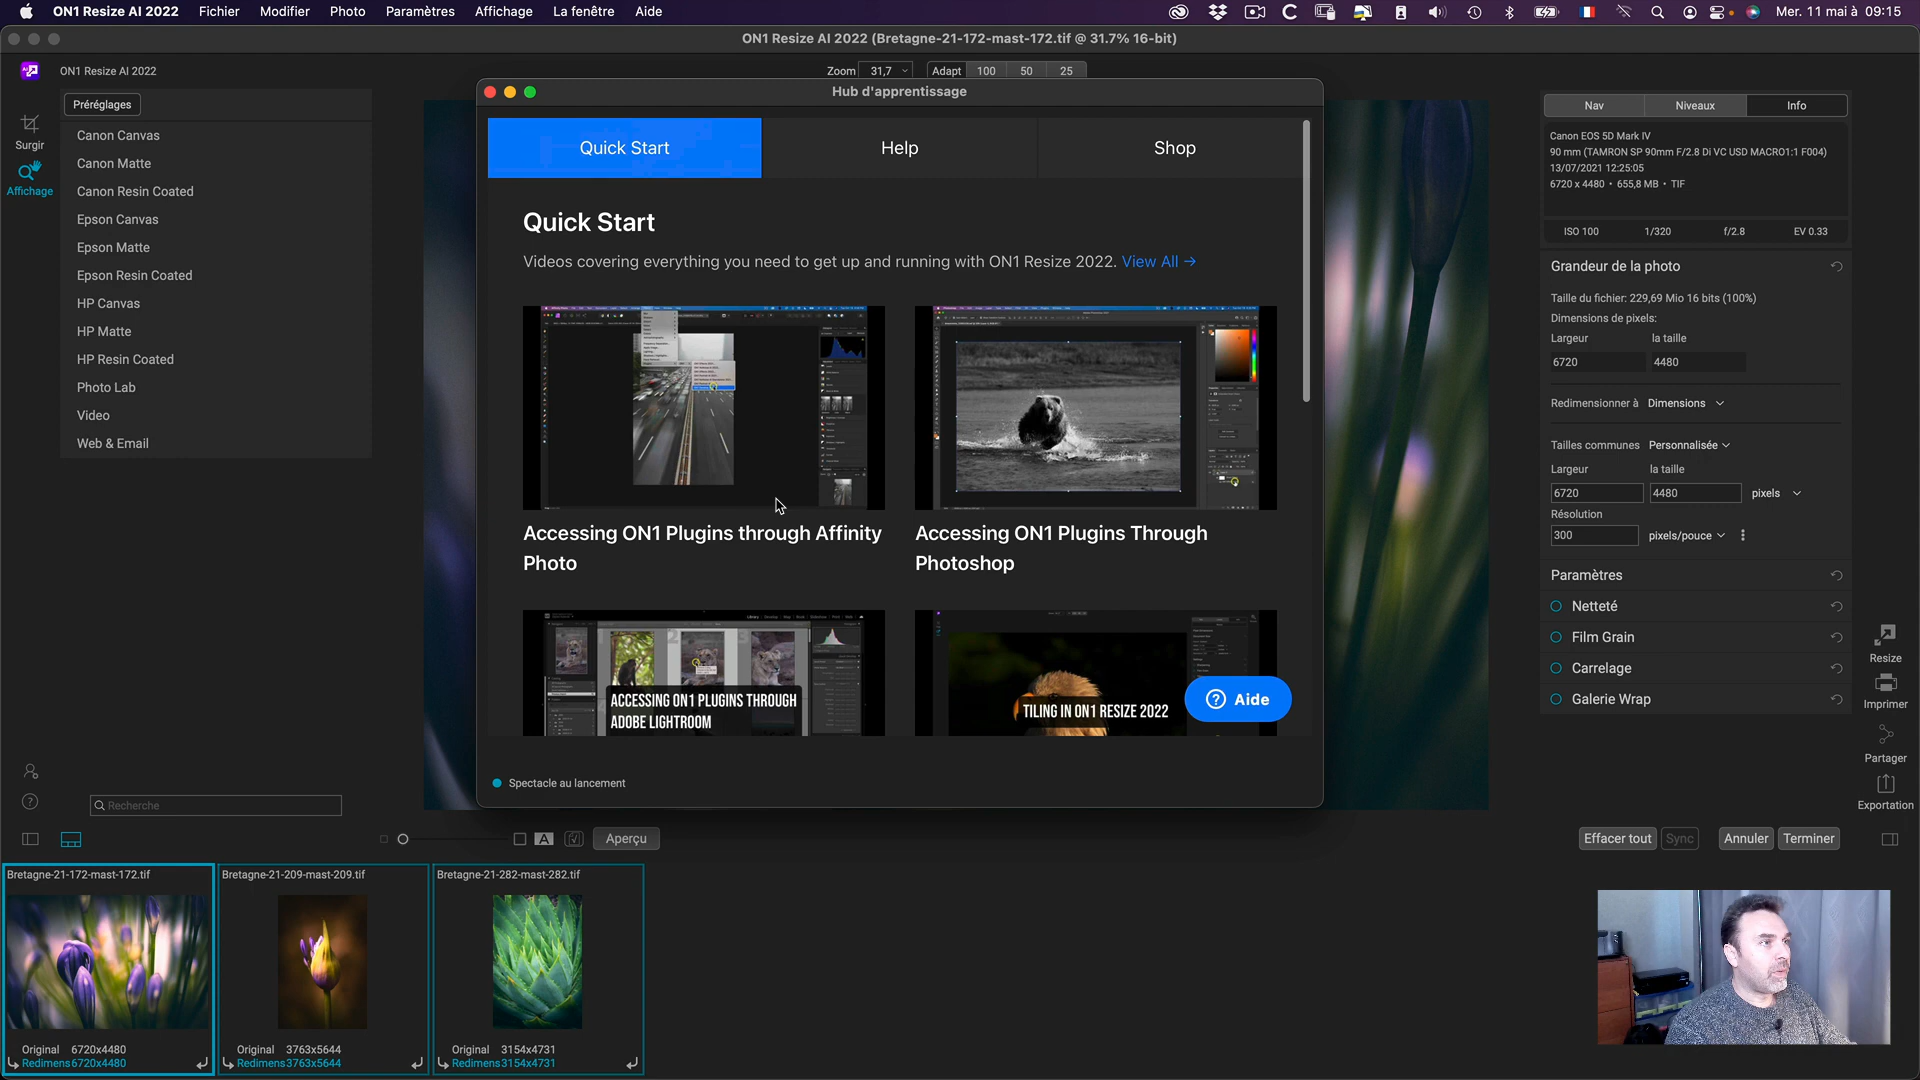 ON1 Resize AI 2022 Fichier Modifier Photo Paramètres Affichage La fenêtre Aide Mer. 11 mai à 09:15
ON1 Resize AI 2022 (Bretagne-21-172-mast-172.tif @ 31.7% 16-bit)
ON1 Resize AI 2022
Zoom 31,7 Adapt 100 50 25
Préréglages
Canon Canvas
Canon Matte
Canon Resin Coated
Epson Canvas
Epson Matte
Epson Resin Coated
HP Canvas
HP Matte
HP Resin Coated
Photo Lab
Video
Web & Email
Surgir
Affichage
Recherche
Hub d'apprentissage
Quick Start Help Shop
Quick Start
Videos covering everything you need to get up and running with ON1 Resize 2022. View All →
Accessing ON1 Plugins through Affinity
Photo
Accessing ON1 Plugins Through
Photoshop
ACCESSING ON1 PLUGINS THROUGH
ADOBE LIGHTROOM
TILING IN ON1 RESIZE 2022
? Aide
Spectacle au lancement
Nav Niveaux Info
Canon EOS 5D Mark IV
90 mm (TAMRON SP 90mm F/2.8 Di VC USD MACRO1:1 F004)
13/07/2021 12:25:05
6720 x 4480 • 655,8 MB • TIF
ISO 100 1/320 f/2.8 EV 0.33
Grandeur de la photo
Taille du fichier: 229,69 Mio 16 bits (100%)
Dimensions de pixels:
Largeur la taille
6720 4480
Redimensionner à Dimensions
Tailles communes Personnalisée
Largeur la taille
6720 4480 pixels
Résolution
300 pixels/pouce
Paramètres
Netteté
Film Grain
Carrelage
Galerie Wrap
Resize
Imprimer
Partager
Exportation
A Aperçu
Effacer tout Sync Annuler Terminer
Bretagne-21-172-mast-172.tif
Original 6720x4480
Redimens6720x4480
Bretagne-21-209-mast-209.tif
Original 3763x5644
Redimens3763x5644
Bretagne-21-282-mast-282.tif
Original 3154x4731
Redimens3154x4731